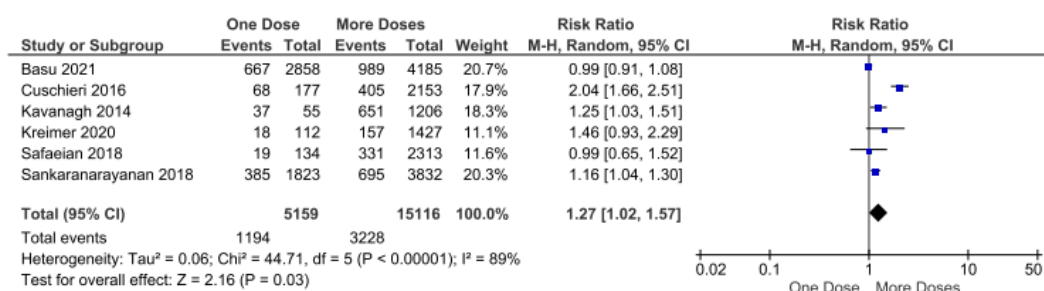 One Dose More Doses Risk Ratio Risk Ratio
Study or Subgroup Events Total Events Total Weight M-H, Random, 95% CI M-H, Random, 95% CI
Basu 2021 667 2858 989 4185 20.7% 0.99 [0.91, 1.08]
Cuschieri 2016 68 177 405 2153 17.9% 2.04 [1.66, 2.51]
Kavanagh 2014 37 55 651 1206 18.3% 1.25 [1.03, 1.51]
Kreimer 2020 18 112 157 1427 11.1% 1.46 [0.93, 2.29]
Safaeian 2018 19 134 331 2313 11.6% 0.99 [0.65, 1.52]
Sankaranarayanan 2018 385 1823 695 3832 20.3% 1.16 [1.04, 1.30]
Total (95% CI) 5159 15116 100.0% 1.27 [1.02, 1.57]
Total events 1194 3228
Heterogeneity: Tau² = 0.06; Chi² = 44.71, df = 5 (P < 0.00001); I² = 89%
Test for overall effect: Z = 2.16 (P = 0.03)
0.02 0.1 1 10 50
One Dose More Doses